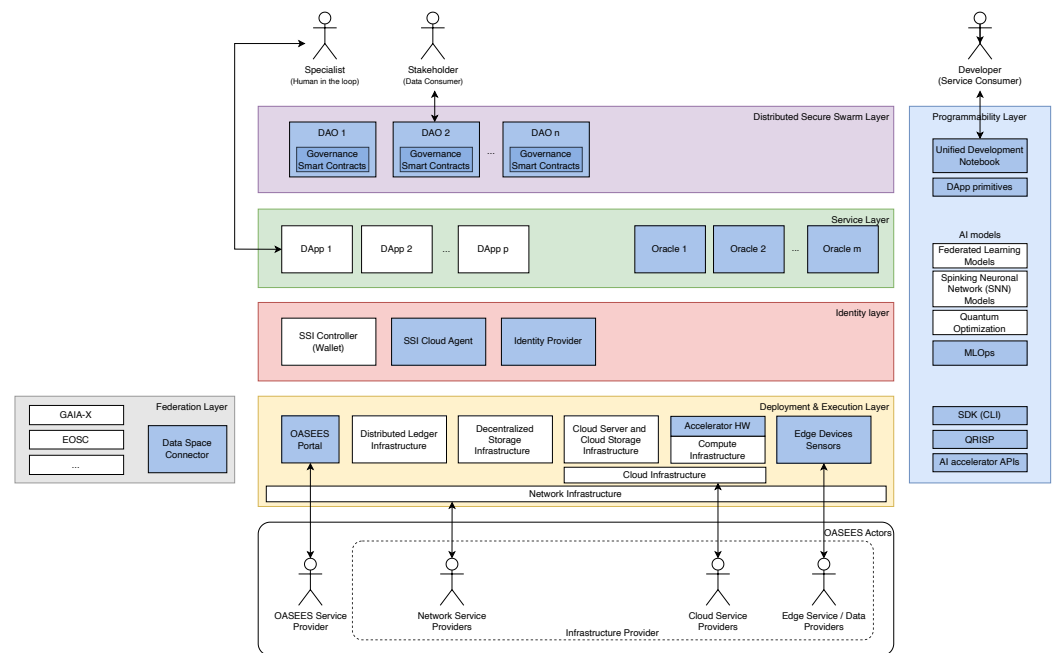 Specialist
(Human in the loop)
Stakeholder
(Data Consumer)
Developer
(Service Consumer)
Distributed Secure Swarm Layer
DAO 1
Governance
Smart Contracts
DAO 2
Governance
Smart Contracts
...
DAO n
Governance
Smart Contracts
Programmability Layer
Unified Development
Notebook
DApp primitives
AI models
Federated Learning
Models
Spinking Neuronal
Network (SNN)
Models
Quantum
Optimization
MLOps
SDK (CLI)
QRISP
AI accelerator APIs
Service Layer
DApp 1
DApp 2
...
DApp p
Oracle 1
Oracle 2
...
Oracle m
Identity layer
SSI Controller
(Wallet)
SSI Cloud Agent
Identity Provider
Federation Layer
GAIA-X
EOSC
...
Data Space
Connector
Deployment & Execution Layer
OASEES
Portal
Distributed Ledger
Infrastructure
Decentralized
Storage
Infrastructure
Cloud Server and
Cloud Storage
Infrastructure
Accelerator HW
Compute
Infrastructure
Edge Devices
Sensors
Cloud Infrastructure
Network Infrastructure
OASEES Actors
OASEES Service
Provider
Network Service
Providers
Cloud Service
Providers
Edge Service / Data
Providers
Infrastructure Provider